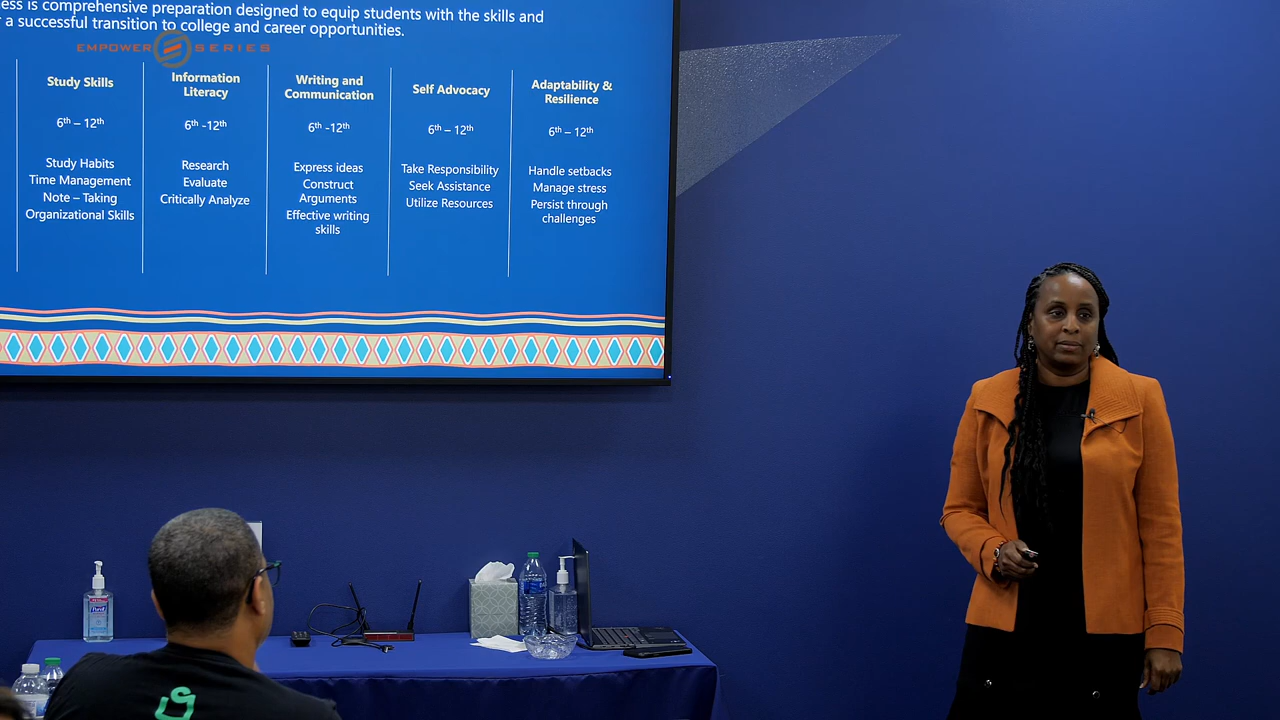 ness is comprehensive preparation designed to equip students with the skills and
r a successful transition to college and career opportunities.
EMPOWER SERIES
Study Skills
6th – 12th
Study Habits
Time Management
Note – Taking
Organizational Skills
Information
Literacy
6th -12th
Research
Evaluate
Critically Analyze
Writing and
Communication
6th -12th
Express ideas
Construct
Arguments
Effective writing
skills
Self Advocacy
6th – 12th
Take Responsibility
Seek Assistance
Utilize Resources
Adaptability &
Resilience
6th – 12th
Handle setbacks
Manage stress
Persist through
challenges
Purell